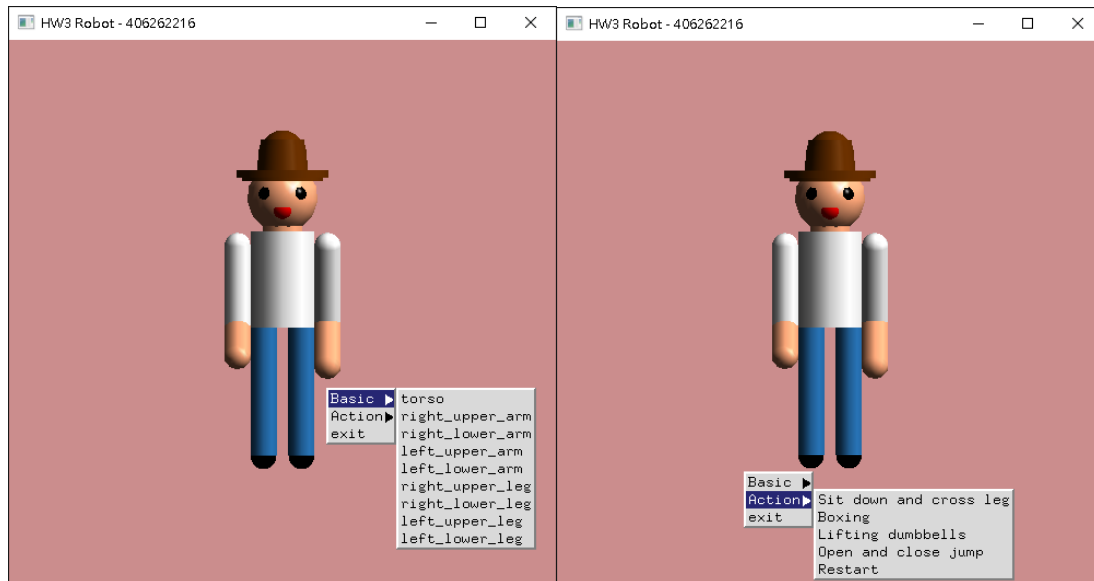 HW3 Robot - 406262216
Basic
Action
exit
torso
right_upper_arm
right_lower_arm
left_upper_arm
left_lower_arm
right_upper_leg
right_lower_leg
left_upper_leg
left_lower_leg
HW3 Robot - 406262216
Basic
Action
exit
Sit down and cross leg
Boxing
Lifting dumbbells
Open and close jump
Restart